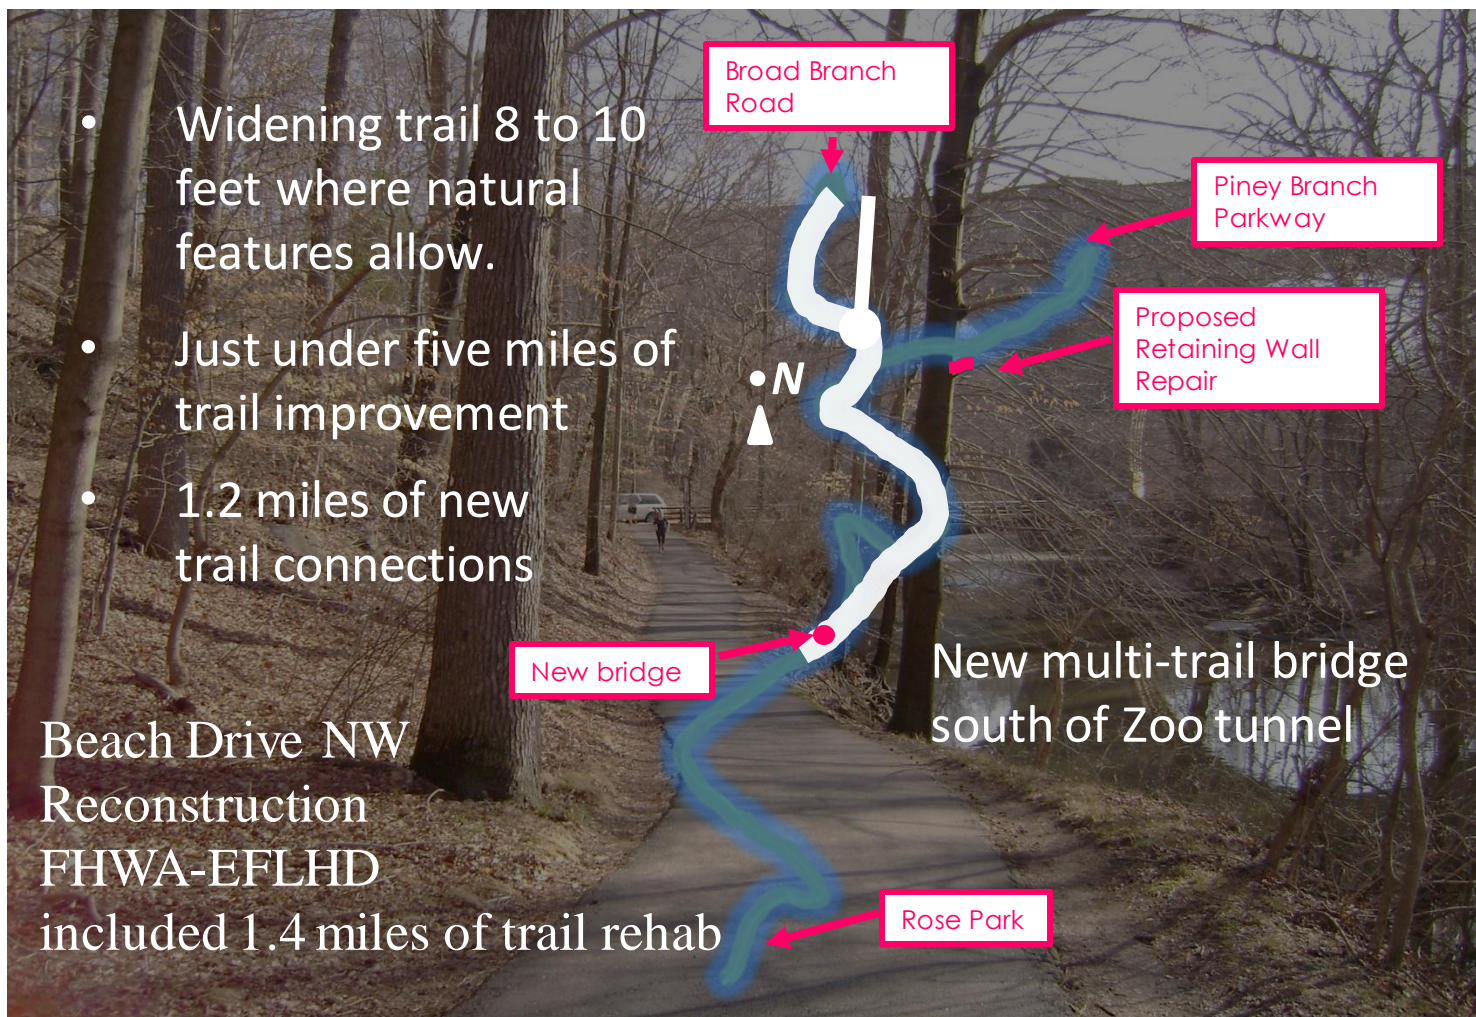 • Widening trail 8 to 10
feet where natural
features allow.
• Just under five miles of
trail improvement
• 1.2 miles of new
trail connections
Broad Branch
Road
Piney Branch
Parkway
Proposed
Retaining Wall
Repair
N
New bridge
New multi-trail bridge
south of Zoo tunnel
Beach Drive NW
Reconstruction
FHWA-EFLHD
included 1.4 miles of trail rehab
Rose Park